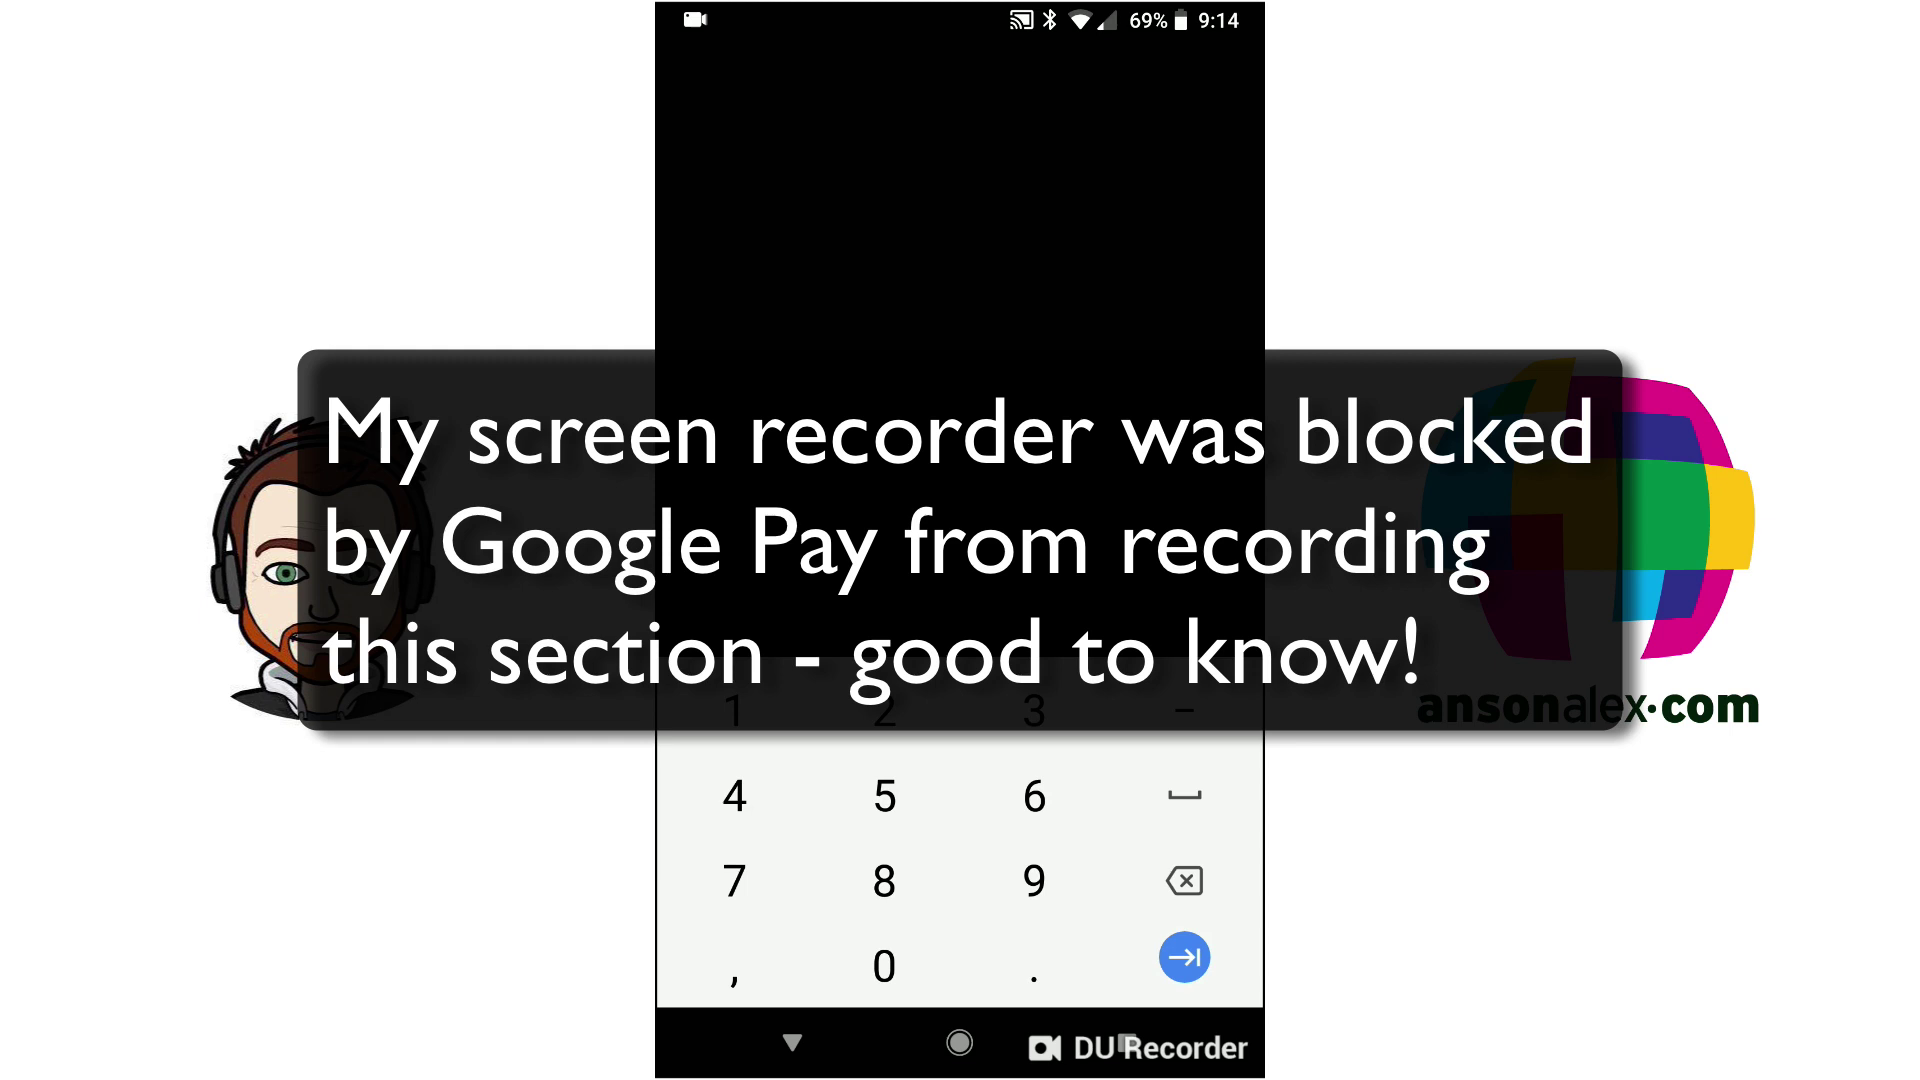 69% 9:14
My screen recorder was blocked
by Google Pay from recording
this section - good to know!
ansonalex.com
1 2 3 –
4 5 6
7 8 9
, 0 .
DU Recorder